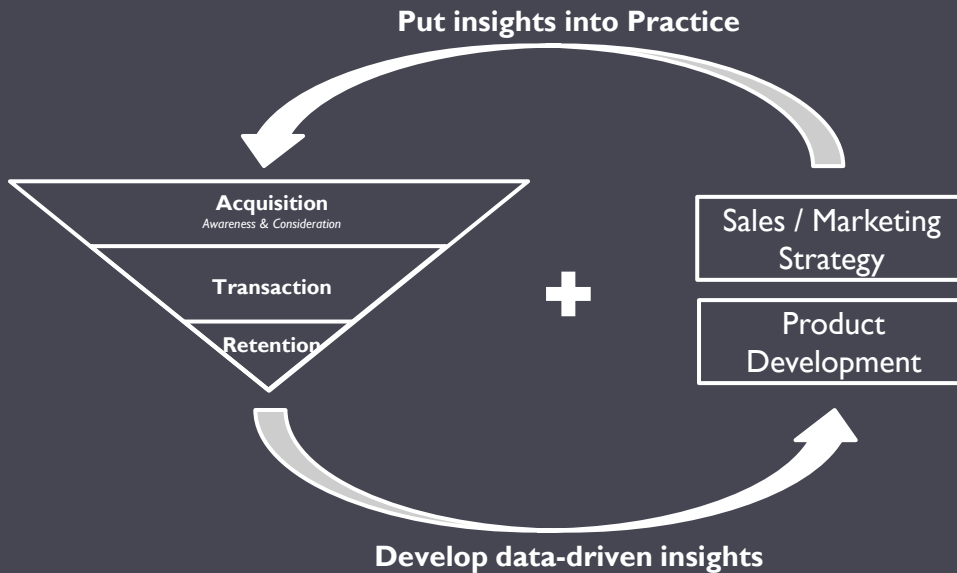 Put insights into Practice
Acquisition
Awareness & Consideration
Transaction
Retention
Sales / Marketing
Strategy
Product
Development
Develop data-driven insights